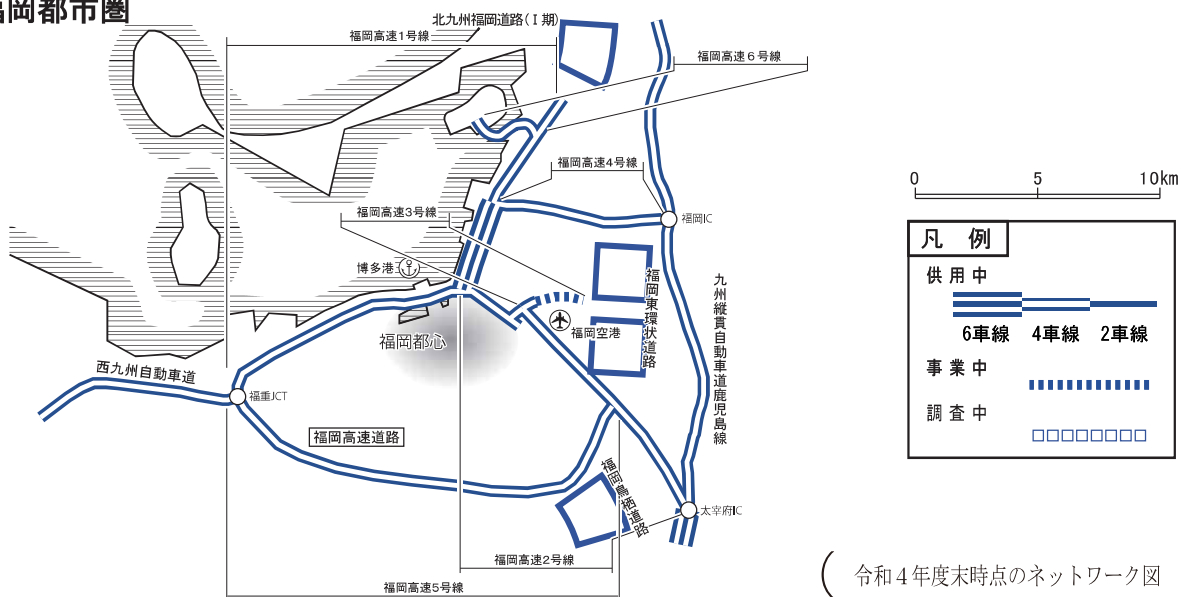 福岡都市圏
北九州福岡道路(Ⅰ期)
福岡高速1号線
福岡高速6号線
福岡高速4号線
0 5 10km
福岡高速3号線
福岡IC
博多港
凡 例
供用中
6車線 4車線 2車線
事業中
調査中
福岡東環状道路
九州縦貫自動車道鹿児島線
福岡空港
福岡都心
西九州自動車道
福重JCT
福岡高速道路
福岡鳥栖道路
太宰府IC
福岡高速2号線
福岡高速5号線
( 令和4年度末時点のネットワーク図